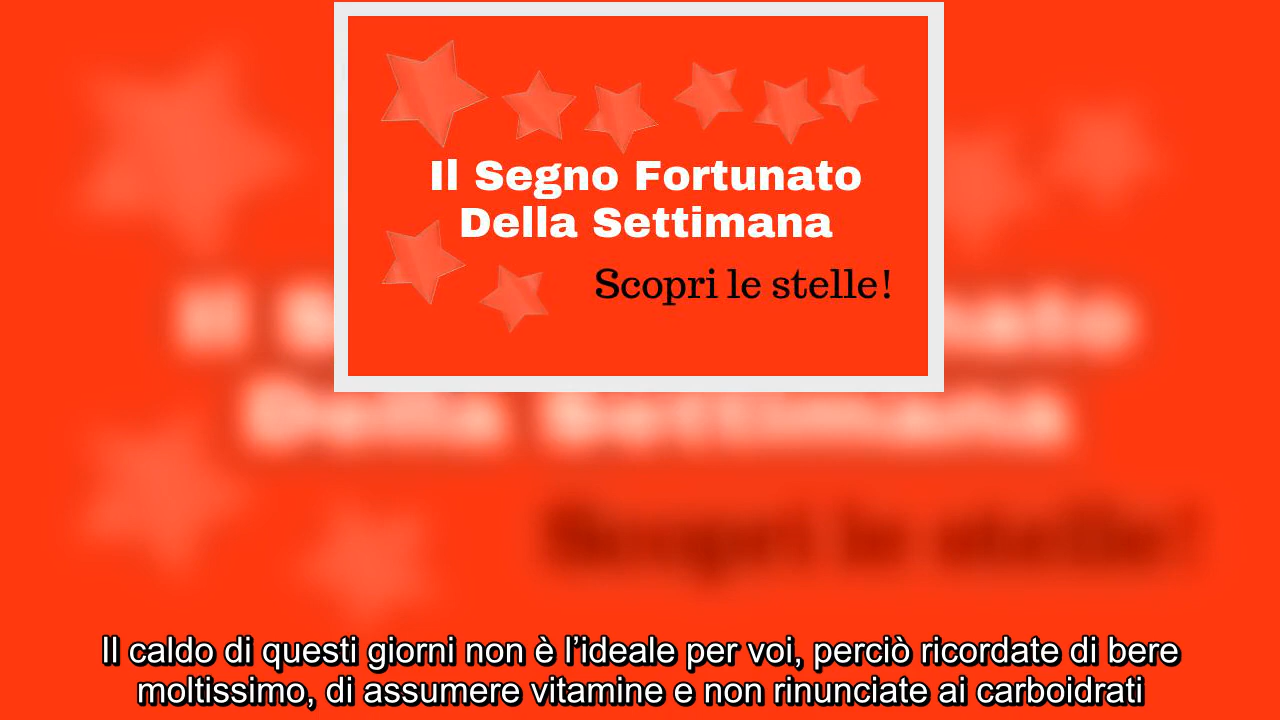 Il Segno Fortunato
Della Settimana
Scopri le stelle!
Il caldo di questi giorni non è l’ideale per voi, perciò ricordate di bere
moltissimo, di assumere vitamine e non rinunciate ai carboidrati